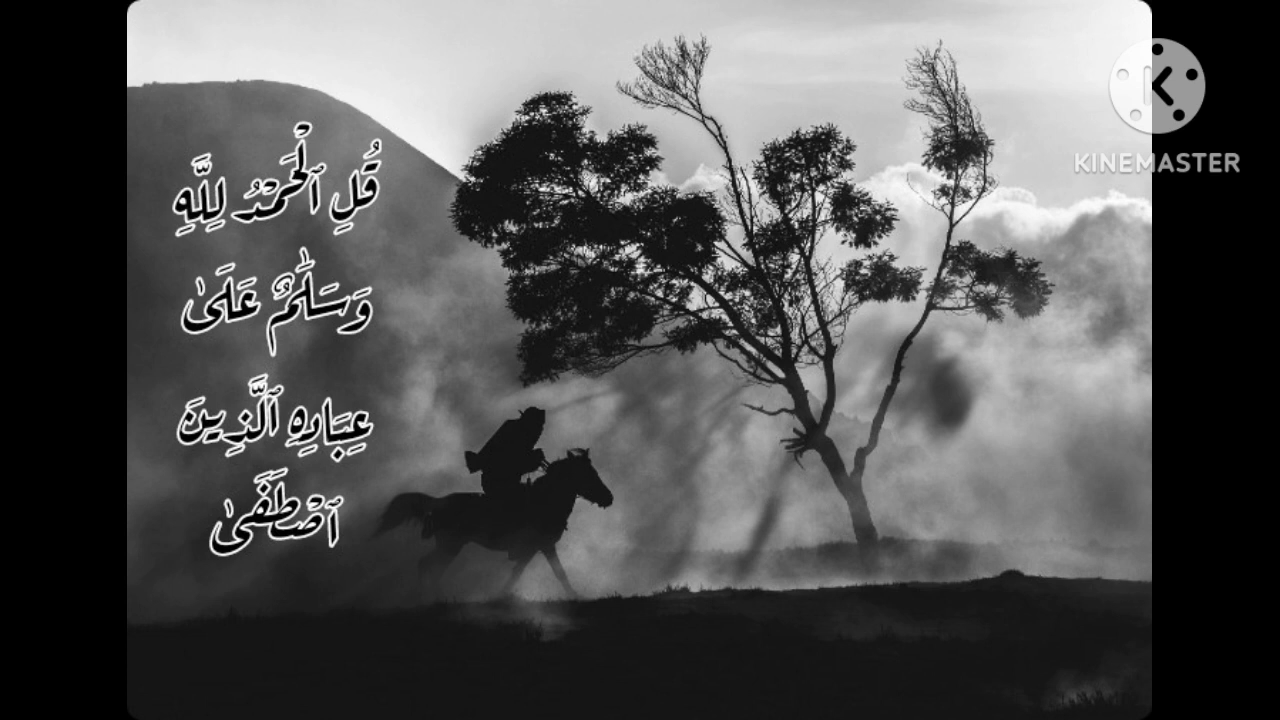 قُلِ ٱلْحَمْدُ لِلَّهِ
وَسَلَٰمٌ عَلَىٰ
عِبَادِهِ ٱلَّذِينَ
ٱصْطَفَىٰ
KINEMASTER